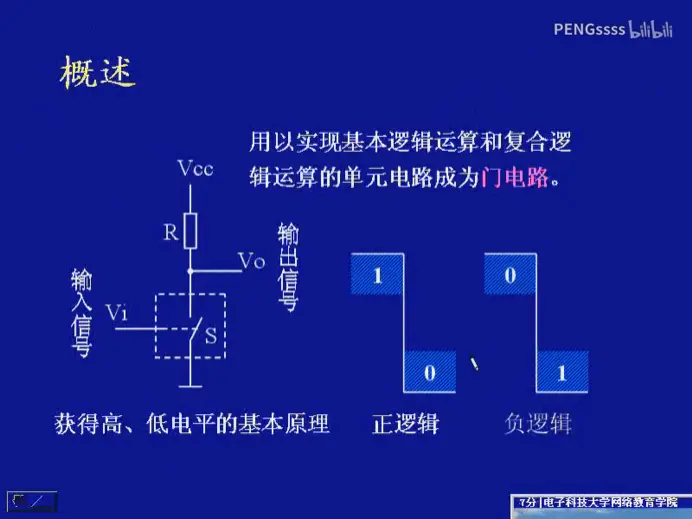 PENGssss bilibili
概述
用以实现基本逻辑运算和复合逻
辑运算的单元电路成为门电路。
Vcc
R
输出信号
Vo
输入信号
Vi
S
1
0
0
1
获得高、低电平的基本原理
正逻辑
负逻辑
7分|电子科技大学网络教育学院